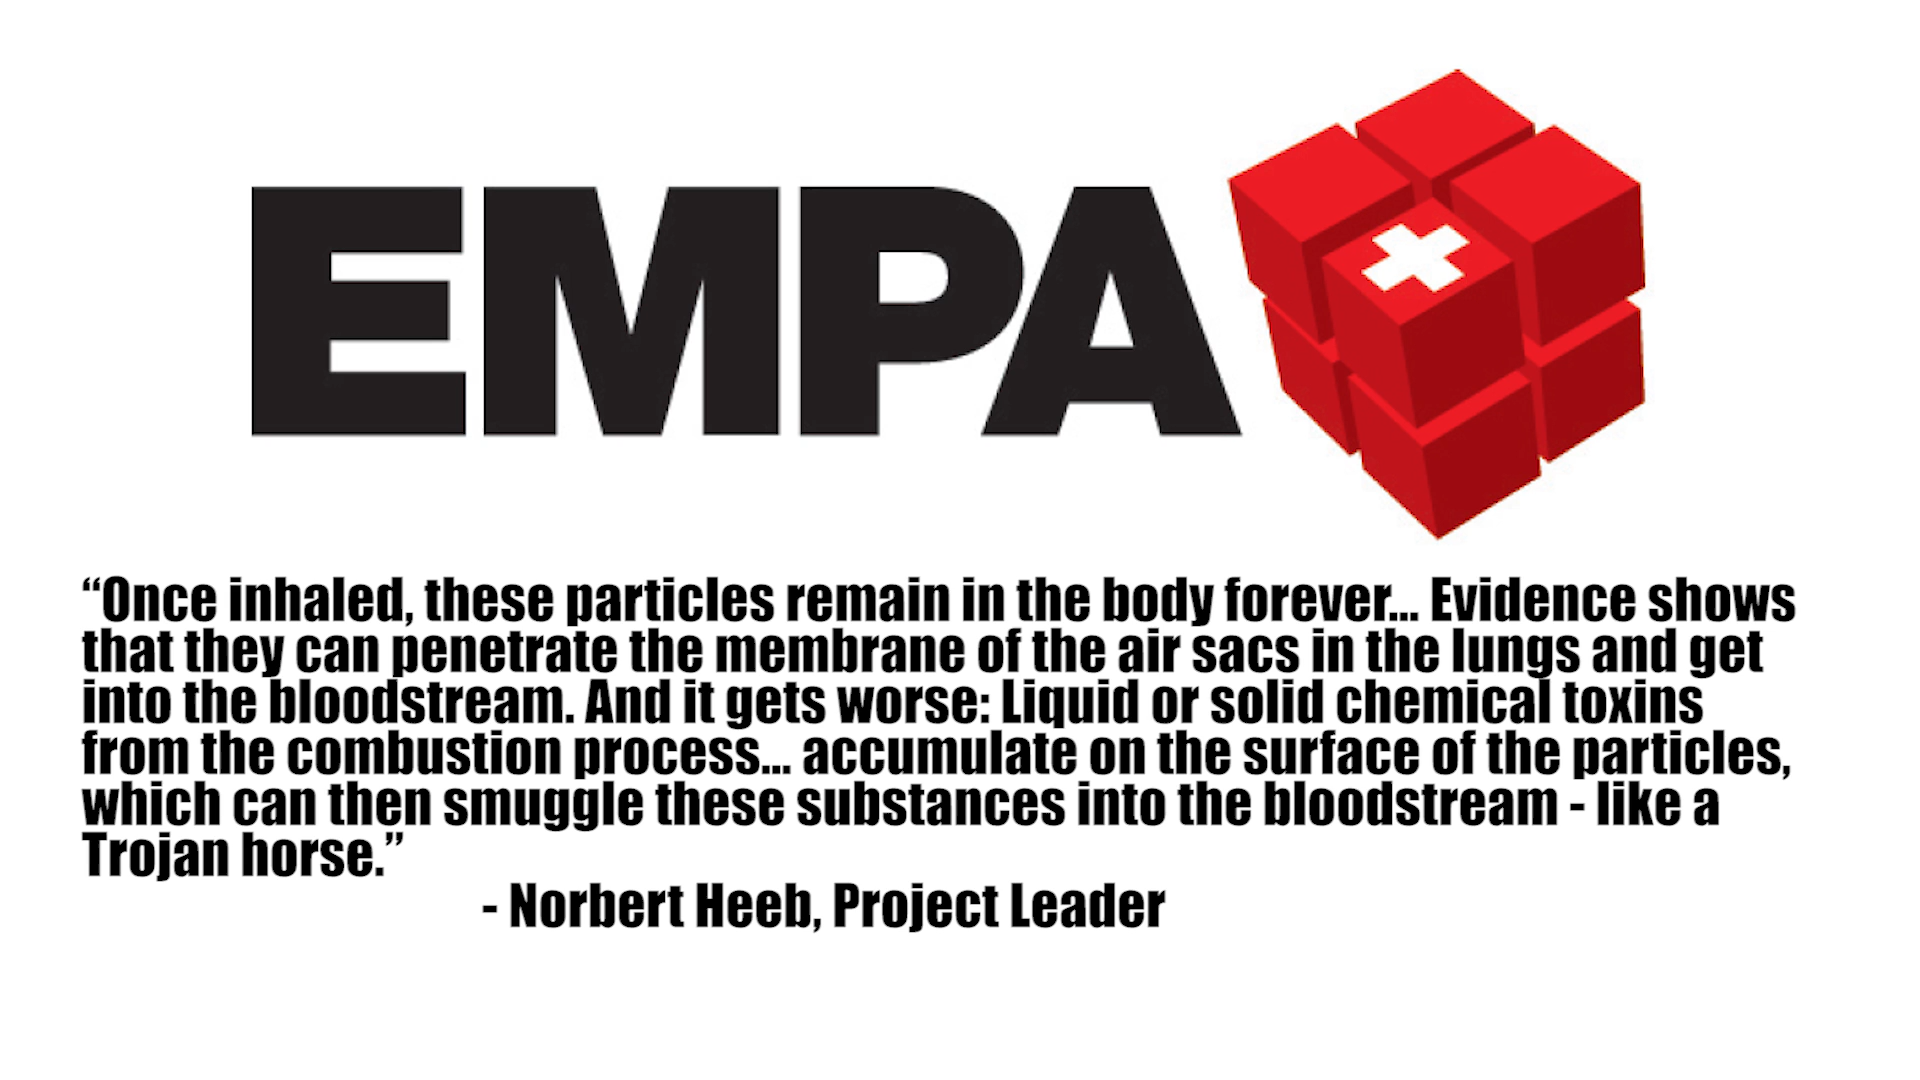 EMPA
“Once inhaled, these particles remain in the body forever... Evidence shows
that they can penetrate the membrane of the air sacs in the lungs and get
into the bloodstream. And it gets worse: Liquid or solid chemical toxins
from the combustion process... accumulate on the surface of the particles,
which can then smuggle these substances into the bloodstream - like a
Trojan horse.”
- Norbert Heeb, Project Leader